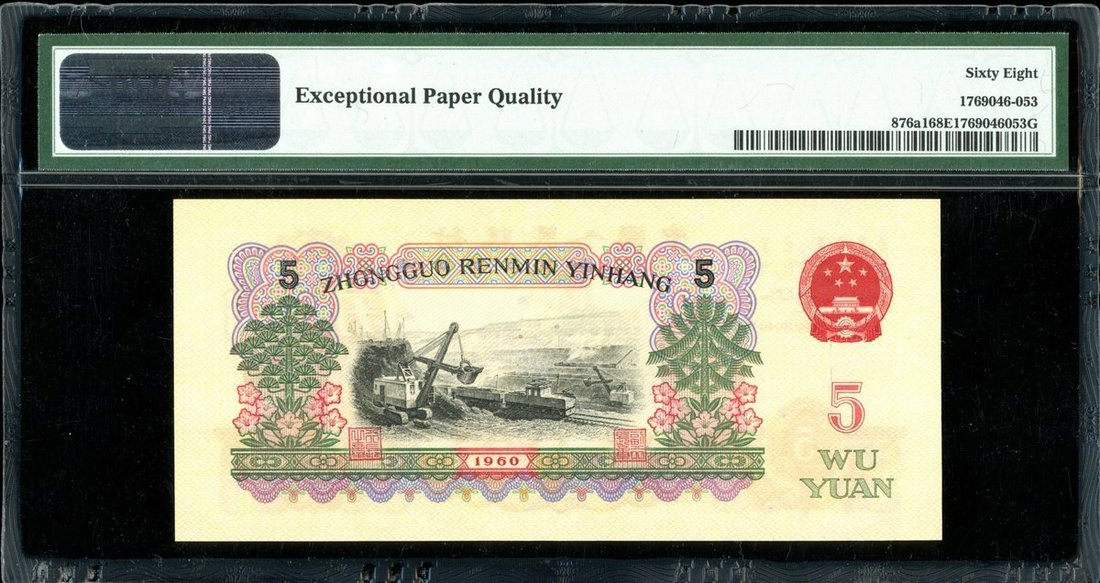 Exceptional Paper Quality
Sixty Eight
1769046-053
876a168E1769046053G
5 ZHONGGUO RENMIN YINHANG 5
1960
5
WU
YUAN